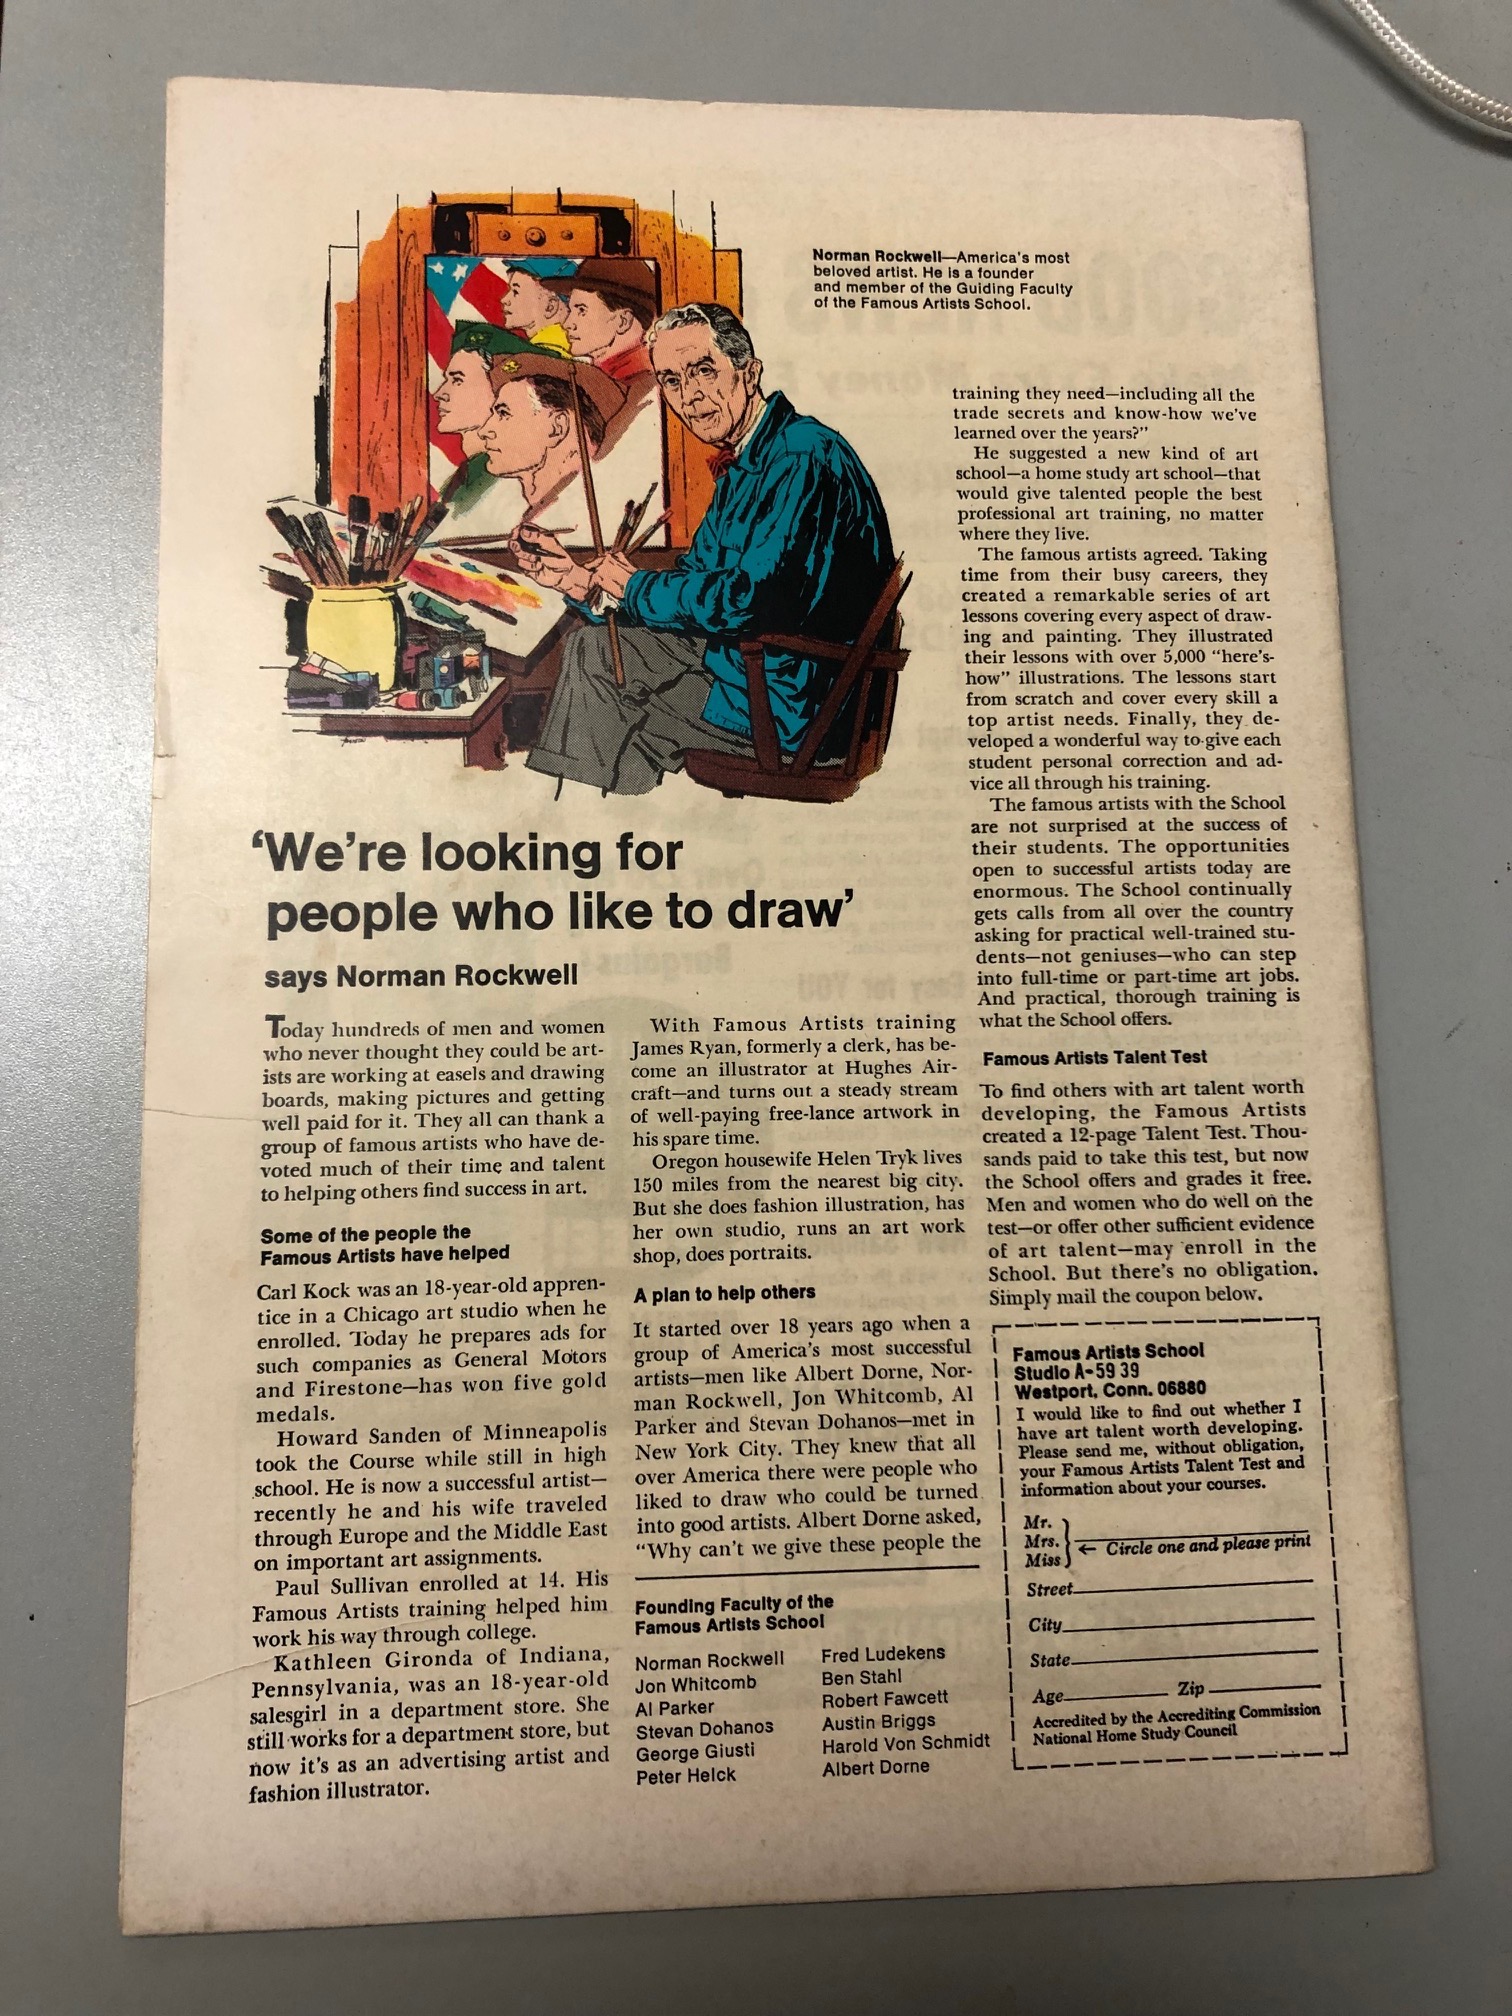 Norman Rockwell—America's most
beloved artist. He is a founder
and member of the Guiding Faculty
of the Famous Artists School.
‘We’re looking for
people who like to draw’
says Norman Rockwell
Today hundreds of men and women
who never thought they could be art-
ists are working at easels and drawing
boards, making pictures and getting
well paid for it. They all can thank a
group of famous artists who have de-
voted much of their time and talent
to helping others find success in art.
Some of the people the
Famous Artists have helped
Carl Kock was an 18-year-old appren-
tice in a Chicago art studio when he
enrolled. Today he prepares ads for
such companies as General Motors
and Firestone—has won five gold
medals.
Howard Sanden of Minneapolis
took the Course while still in high
school. He is now a successful artist—
recently he and his wife traveled
through Europe and the Middle East
on important art assignments.
Paul Sullivan enrolled at 14. His
Famous Artists training helped him
work his way through college.
Kathleen Gironda of Indiana,
Pennsylvania, was an 18-year-old
salesgirl in a department store. She
still works for a department store, but
now it's as an advertising artist and
fashion illustrator.
With Famous Artists training
James Ryan, formerly a clerk, has be-
come an illustrator at Hughes Air-
craft—and turns out a steady stream
of well-paying free-lance artwork in
his spare time.
Oregon housewife Helen Tryk lives
150 miles from the nearest big city.
But she does fashion illustration, has
her own studio, runs an art work
shop, does portraits.
A plan to help others
It started over 18 years ago when a
group of America's most successful
artists—men like Albert Dorne, Nor-
man Rockwell, Jon Whitcomb, Al
Parker and Stevan Dohanos—met in
New York City. They knew that all
over America there were people who
liked to draw who could be turned
into good artists. Albert Dorne asked,
“Why can't we give these people the
Founding Faculty of the
Famous Artists School
Norman Rockwell
Jon Whitcomb
Al Parker
Stevan Dohanos
George Giusti
Peter Helck
Fred Ludekens
Ben Stahl
Robert Fawcett
Austin Briggs
Harold Von Schmidt
Albert Dorne
training they need—including all the
trade secrets and know-how we've
learned over the years?”
He suggested a new kind of art
school—a home study art school—that
would give talented people the best
professional art training, no matter
where they live.
The famous artists agreed. Taking
time from their busy careers, they
created a remarkable series of art
lessons covering every aspect of draw-
ing and painting. They illustrated
their lessons with over 5,000 “here's-
how” illustrations. The lessons start
from scratch and cover every skill a
top artist needs. Finally, they de-
veloped a wonderful way to give each
student personal correction and ad-
vice all through his training.
The famous artists with the School
are not surprised at the success of
their students. The opportunities
open to successful artists today are
enormous. The School continually
gets calls from all over the country
asking for practical well-trained stu-
dents—not geniuses—who can step
into full-time or part-time art jobs.
And practical, thorough training is
what the School offers.
Famous Artists Talent Test
To find others with art talent worth
developing, the Famous Artists
created a 12-page Talent Test. Thou-
sands paid to take this test, but now
the School offers and grades it free.
Men and women who do well on the
test—or offer other sufficient evidence
of art talent—may enroll in the
School. But there's no obligation.
Simply mail the coupon below.
Famous Artists School
Studio A-59 39
Westport, Conn. 06880
I would like to find out whether I
have art talent worth developing.
Please send me, without obligation,
your Famous Artists Talent Test and
information about your courses.
Mr.
Mrs. ← Circle one and please print
Miss
Street
City
State
Age Zip
Accredited by the Accrediting Commission
National Home Study Council